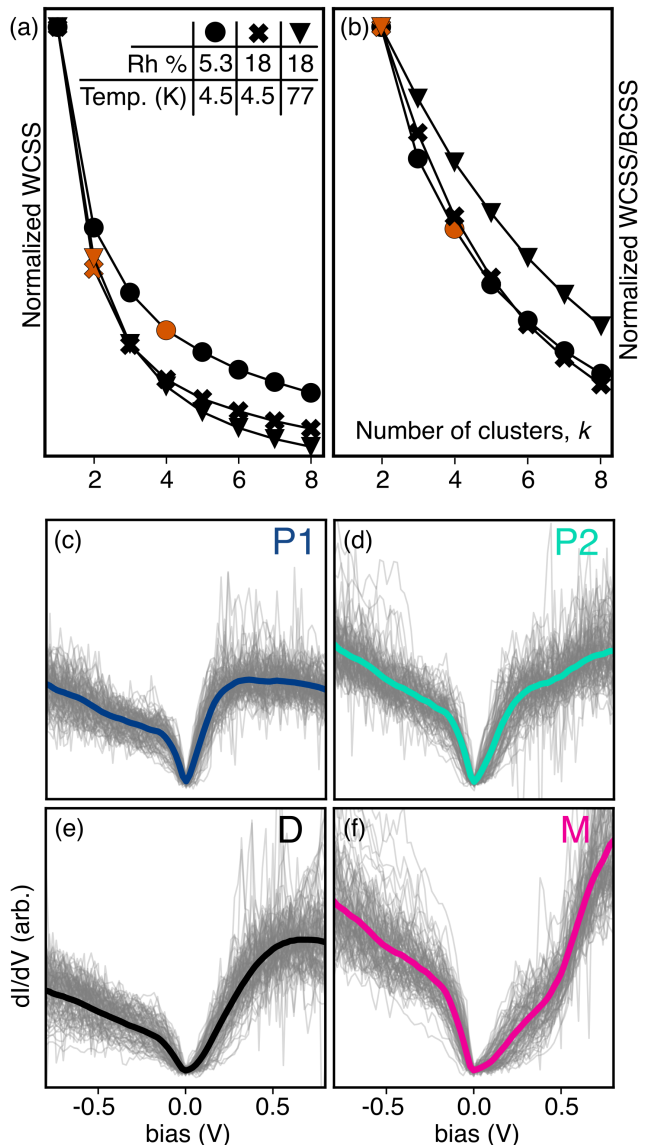 (a)
Rh % 5.3 18 18
Temp. (K) 4.5 4.5 77
Normalized WCSS
2 4 6 8
(b)
Normalized WCSS/BCSS
Number of clusters, k
2 4 6 8
(c) P1
(d) P2
(e) D
(f) M
dI/dV (arb.)
-0.5 0.0 0.5
bias (V)
-0.5 0.0 0.5
bias (V)